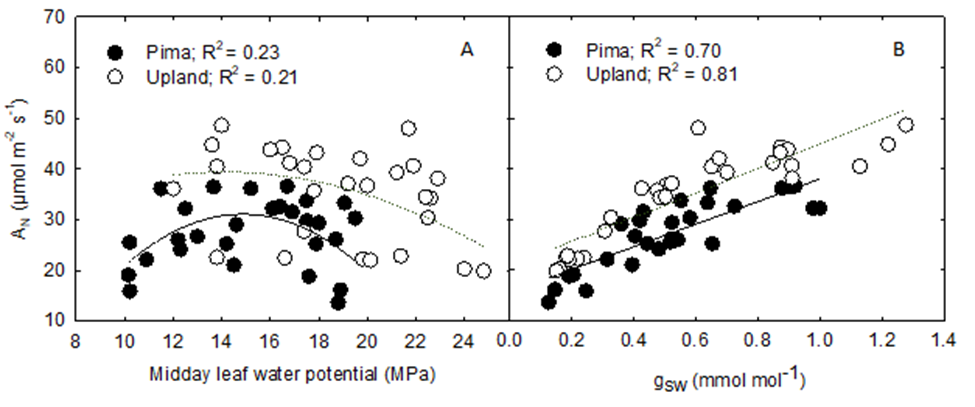 70
60
50
40
30
20
10
A_N (µmol m⁻² s⁻¹)
Pima; R² = 0.23
Upland; R² = 0.21
A
8 10 12 14 16 18 20 22 24
Midday leaf water potential (MPa)
Pima; R² = 0.70
Upland; R² = 0.81
B
0.0 0.2 0.4 0.6 0.8 1.0 1.2 1.4
g_SW (mmol mol⁻¹)